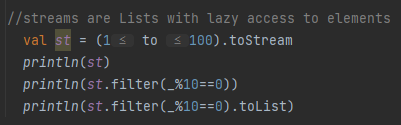 //streams are Lists with lazy access to elements
val st = (1 ≤ to ≤ 100).toStream
println(st)
println(st.filter(_%10==0))
println(st.filter(_%10==0).toList)